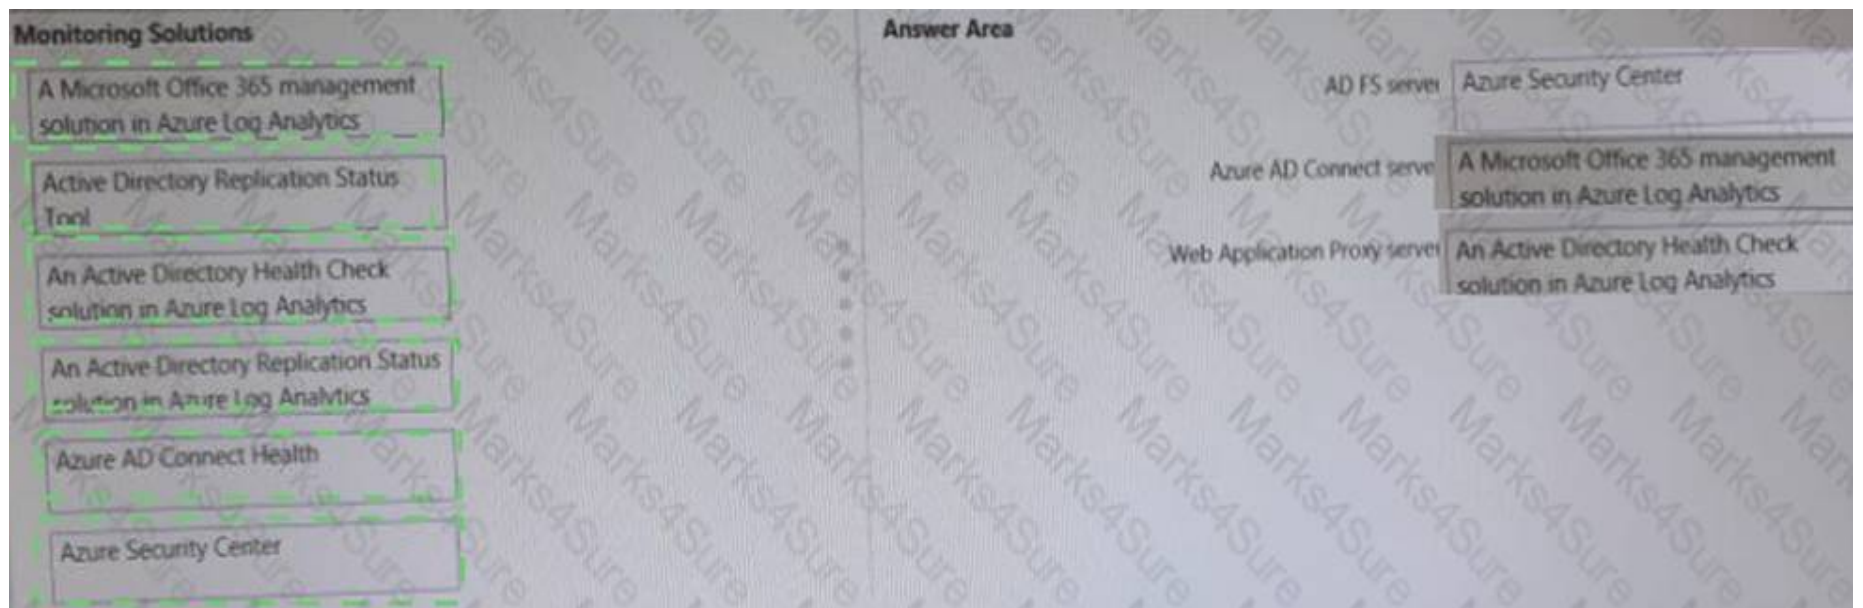 Monitoring Solutions
A Microsoft Office 365 management
solution in Azure Log Analytics
Active Directory Replication Status
Tool
An Active Directory Health Check
solution in Azure Log Analytics
An Active Directory Replication Status
solution in Azure Log Analytics
Azure AD Connect Health
Azure Security Center
Answer Area
AD FS server
Azure Security Center
Azure AD Connect serve
A Microsoft Office 365 management
solution in Azure Log Analytics
Web Application Proxy server
An Active Directory Health Check
solution in Azure Log Analytics
Marks4Sure